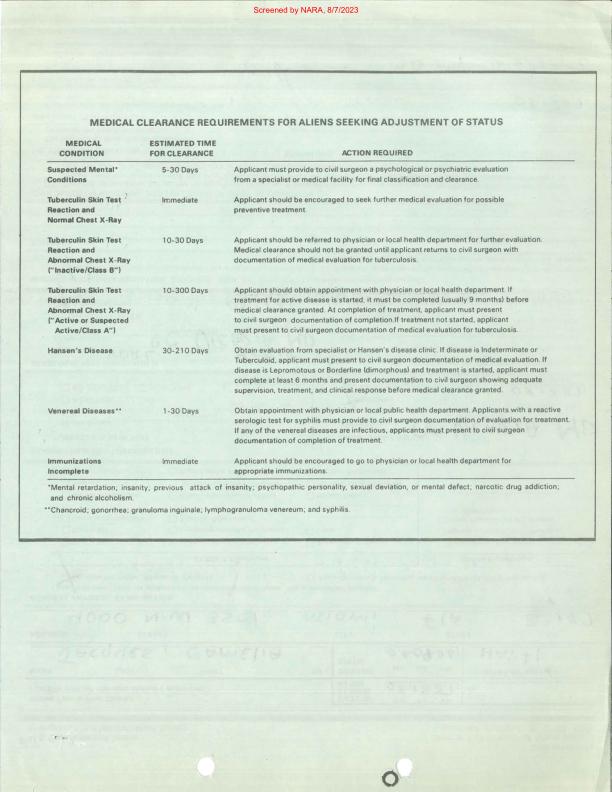 Screened by NARA, 8/7/2023
MEDICAL CLEARANCE REQUIREMENTS FOR ALIENS SEEKING ADJUSTMENT OF STATUS
MEDICAL CONDITION ESTIMATED TIME FOR CLEARANCE ACTION REQUIRED
Suspected Mental* 5-30 Days Applicant must provide to civil surgeon a psychological or psychiatric evaluation
Conditions from a specialist or medical facility for final classification and clearance.
Tuberculin Skin Test Immediate Applicant should be encouraged to seek further medical evaluation for possible
Reaction and preventive treatment.
Normal Chest X-Ray
Tuberculin Skin Test 10-30 Days Applicant should be referred to physician or local health department for further evaluation.
Reaction and Medical clearance should not be granted until applicant returns to civil surgeon with
Abnormal Chest X-Ray documentation of medical evaluation for tuberculosis.
("Inactive/Class B")
Tuberculin Skin Test 10-300 Days Applicant should obtain appointment with physician or local health department. If
Reaction and treatment for active disease is started, it must be completed (usually 9 months) before
Abnormal Chest X-Ray medical clearance granted. At completion of treatment, applicant must present
("Active or Suspected to civil surgeon documentation of completion.If treatment not started, applicant
Active/Class A") must present to civil surgeon documentation of medical evaluation for tuberculosis.
Hansen's Disease 30-210 Days Obtain evaluation from specialist or Hansen's disease clinic. If disease is Indeterminate or
Tuberculoid, applicant must present to civil surgeon documentation of medical evaluation. If
disease is Lepromotous or Borderline (dimorphous) and treatment is started, applicant must
complete at least 6 months and present documentation to civil surgeon showing adequate
supervision, treatment, and clinical response before medical clearance granted.
Venereal Diseases** 1-30 Days Obtain appointment with physician or local public health department. Applicants with a reactive
serologic test for syphilis must provide to civil surgeon documentation of evaluation for treatment.
If any of the venereal diseases are infectious, applicants must present to civil surgeon
documentation of completion of treatment.
Immunizations Immediate Applicant should be encouraged to go to physician or local health department for
Incomplete appropriate immunizations.
*Mental retardation; insanity; previous attack of insanity; psychopathic personality, sexual deviation, or mental defect; narcotic drug addiction;
and chronic alcoholism.
**Chancroid; gonorrhea; granuloma inguinale; lymphogranuloma venereum; and syphilis.